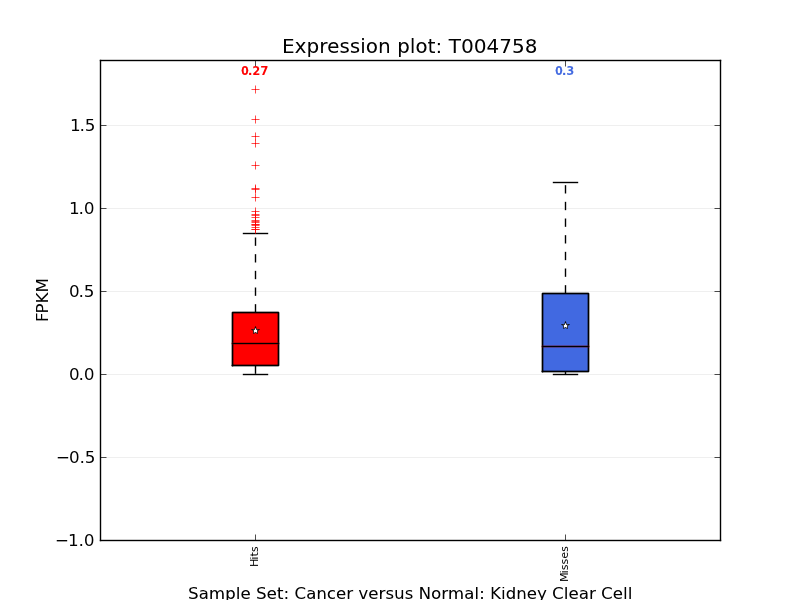 Expression plot: T004758
0.27 0.3
1.5
1.0
0.5
0.0
−0.5
−1.0
FPKM
Hits Misses
Sample Set: Cancer versus Normal: Kidney Clear Cell